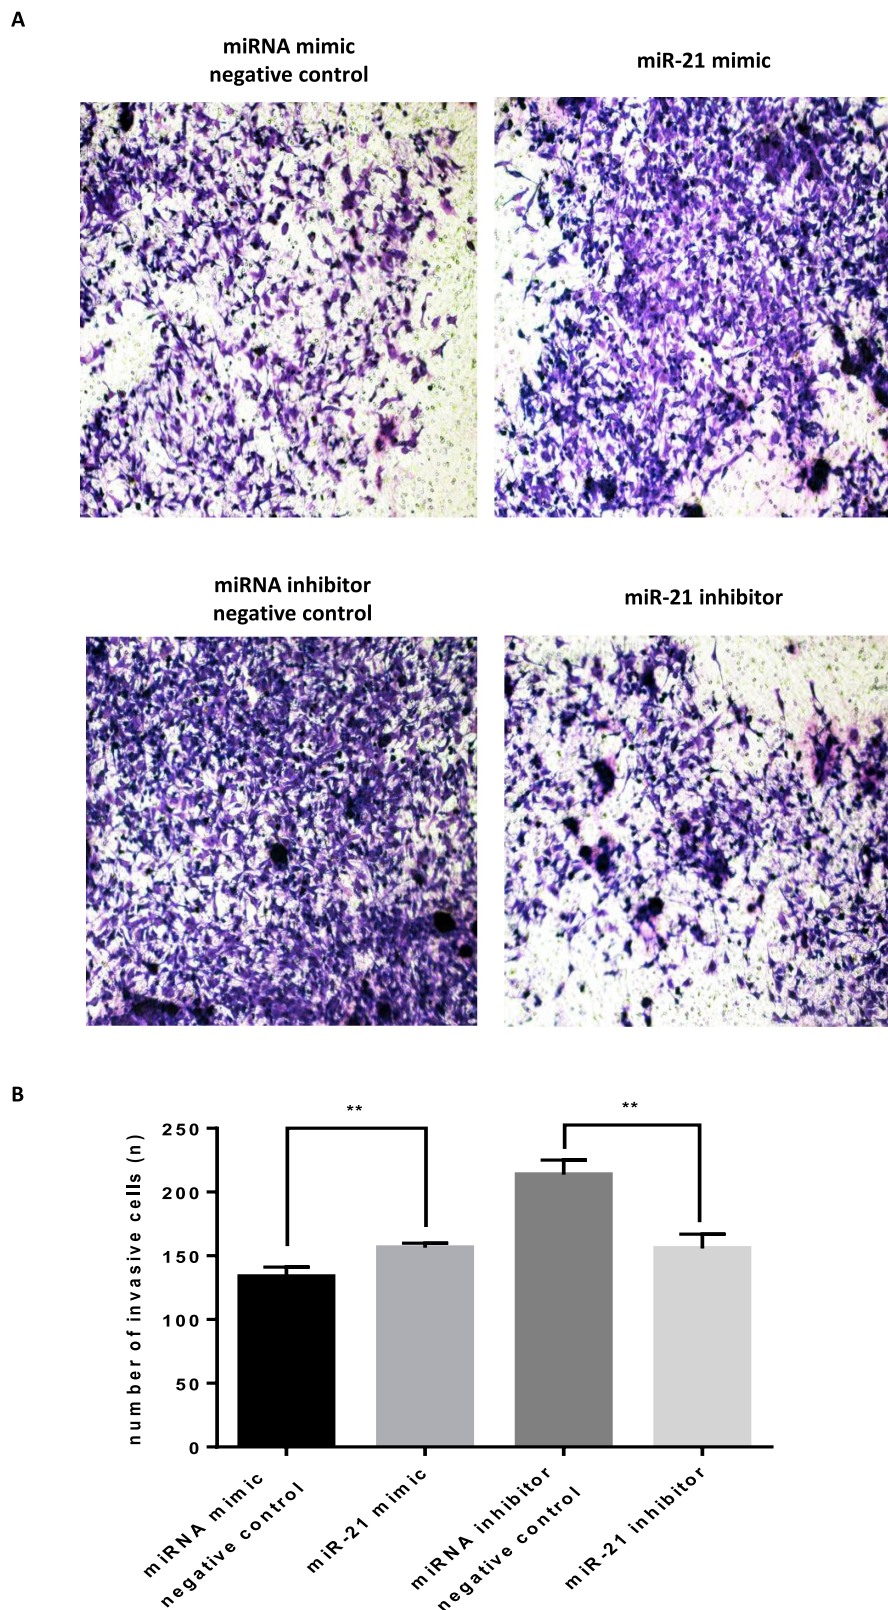 A
miRNA mimic
negative control
miR-21 mimic
miRNA inhibitor
negative control
miR-21 inhibitor
B
**
**
number of invasive cells (n)
250
200
150
100
50
0
miRNA mimic
negative control
miR-21 mimic
miRNA inhibitor
negative control
miR-21 inhibitor